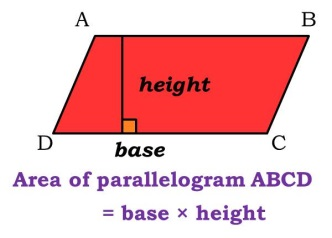 A B
height
D C
base
Area of parallelogram ABCD
= base × height